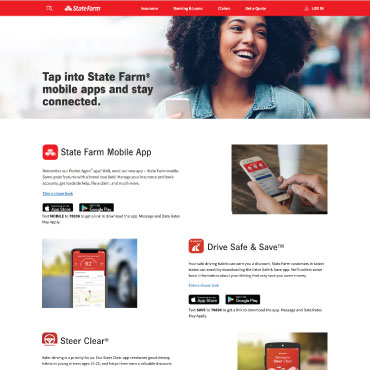 StateFarm
Insurance
Banking & Loans
Claims
Get a Quote
LOG IN
Tap into State Farm®
mobile apps and stay
connected.
State Farm Mobile App
Remember our Pocket Agent® app? Well, meet our new app – State Farm mobile.
Same great features with a brand new look! Manage your insurance and bank
accounts, get roadside help, file a claim, and much more.
Take a closer look
App Store
Google Play
Text MOBILE to 78836 to get a link to download the app. Message and Data Rates
May Apply.
Drive Safe & Save™
Your safe driving habits can earn you a discount. State Farm customers in select
states can enroll by downloading the Drive Safe & Save app. We'll collect some
basic information about your driving that may save you some money.
Take a closer look
App Store
Google Play
Text SAVE to 78836 to get a link to download the app. Message and Data Rates
May Apply.
Steer Clear®
Safer driving is a priority for us. Our Steer Clear app reinforces good driving
habits in young drivers ages 16-20, and helps them earn a valuable discount.